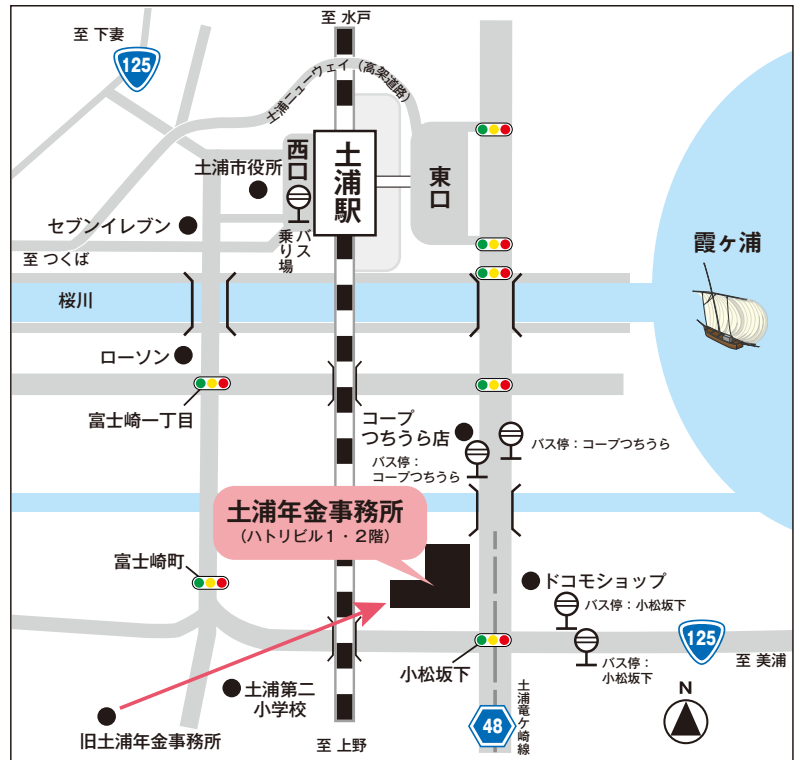 至 水戸
至 下妻
125
土浦ニューウェイ（高架道路）
土浦駅
西口
東口
土浦市役所
バス
乗り場
セブンイレブン
至 つくば
霞ヶ浦
桜川
ローソン
富士崎一丁目
コープ
つちうら店
バス停：
コープつちうら
バス停：コープつちうら
土浦年金事務所
（ハトリビル１・２階）
富士崎町
ドコモショップ
バス停：小松坂下
小松坂下
バス停：
小松坂下
125
至 美浦
土浦第二
小学校
旧土浦年金事務所
至 上野
48
土浦竜ケ崎線
N